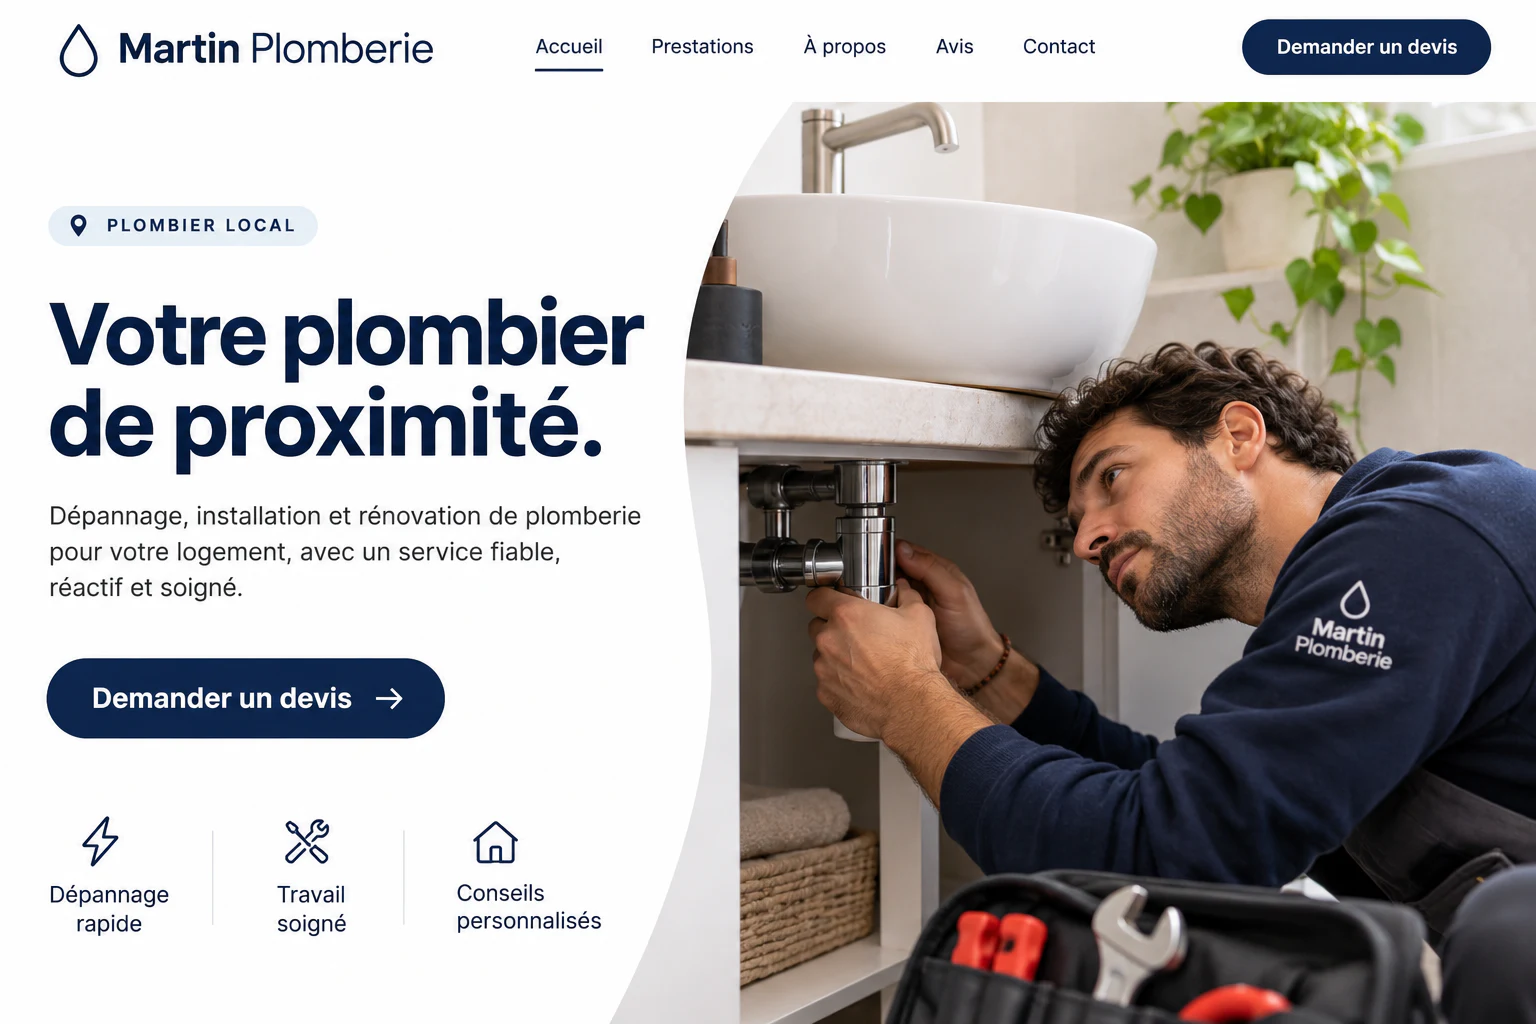 Martin Plomberie
Accueil
Prestations
À propos
Avis
Contact
Demander un devis
PLOMBIER LOCAL
Votre plombier
de proximité.
Dépannage, installation et rénovation de plomberie
pour votre logement, avec un service fiable,
réactif et soigné.
Demander un devis
Dépannage
rapide
Travail
soigné
Conseils
personnalisés
Martin
Plomberie